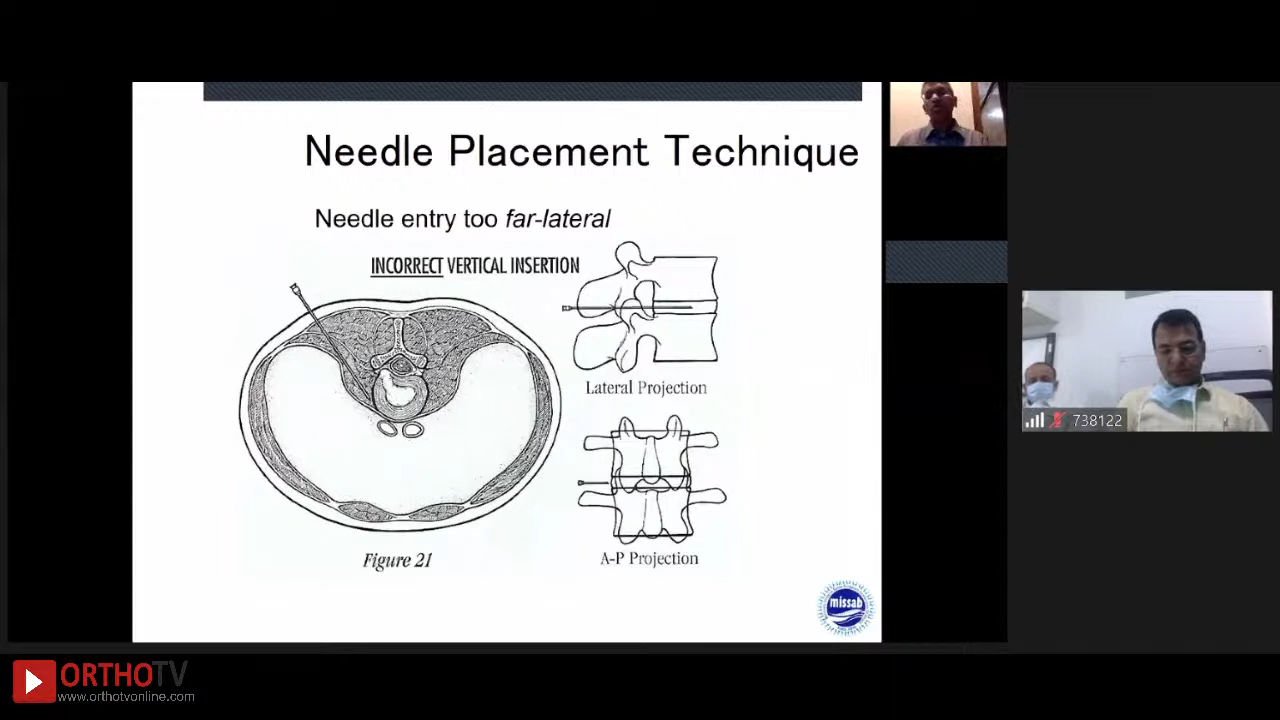 Needle Placement Technique
Needle entry too far-lateral
INCORRECT VERTICAL INSERTION
Lateral Projection
A-P Projection
Figure 21
missab
738122
ORTHOTV
www.orthotvonline.com